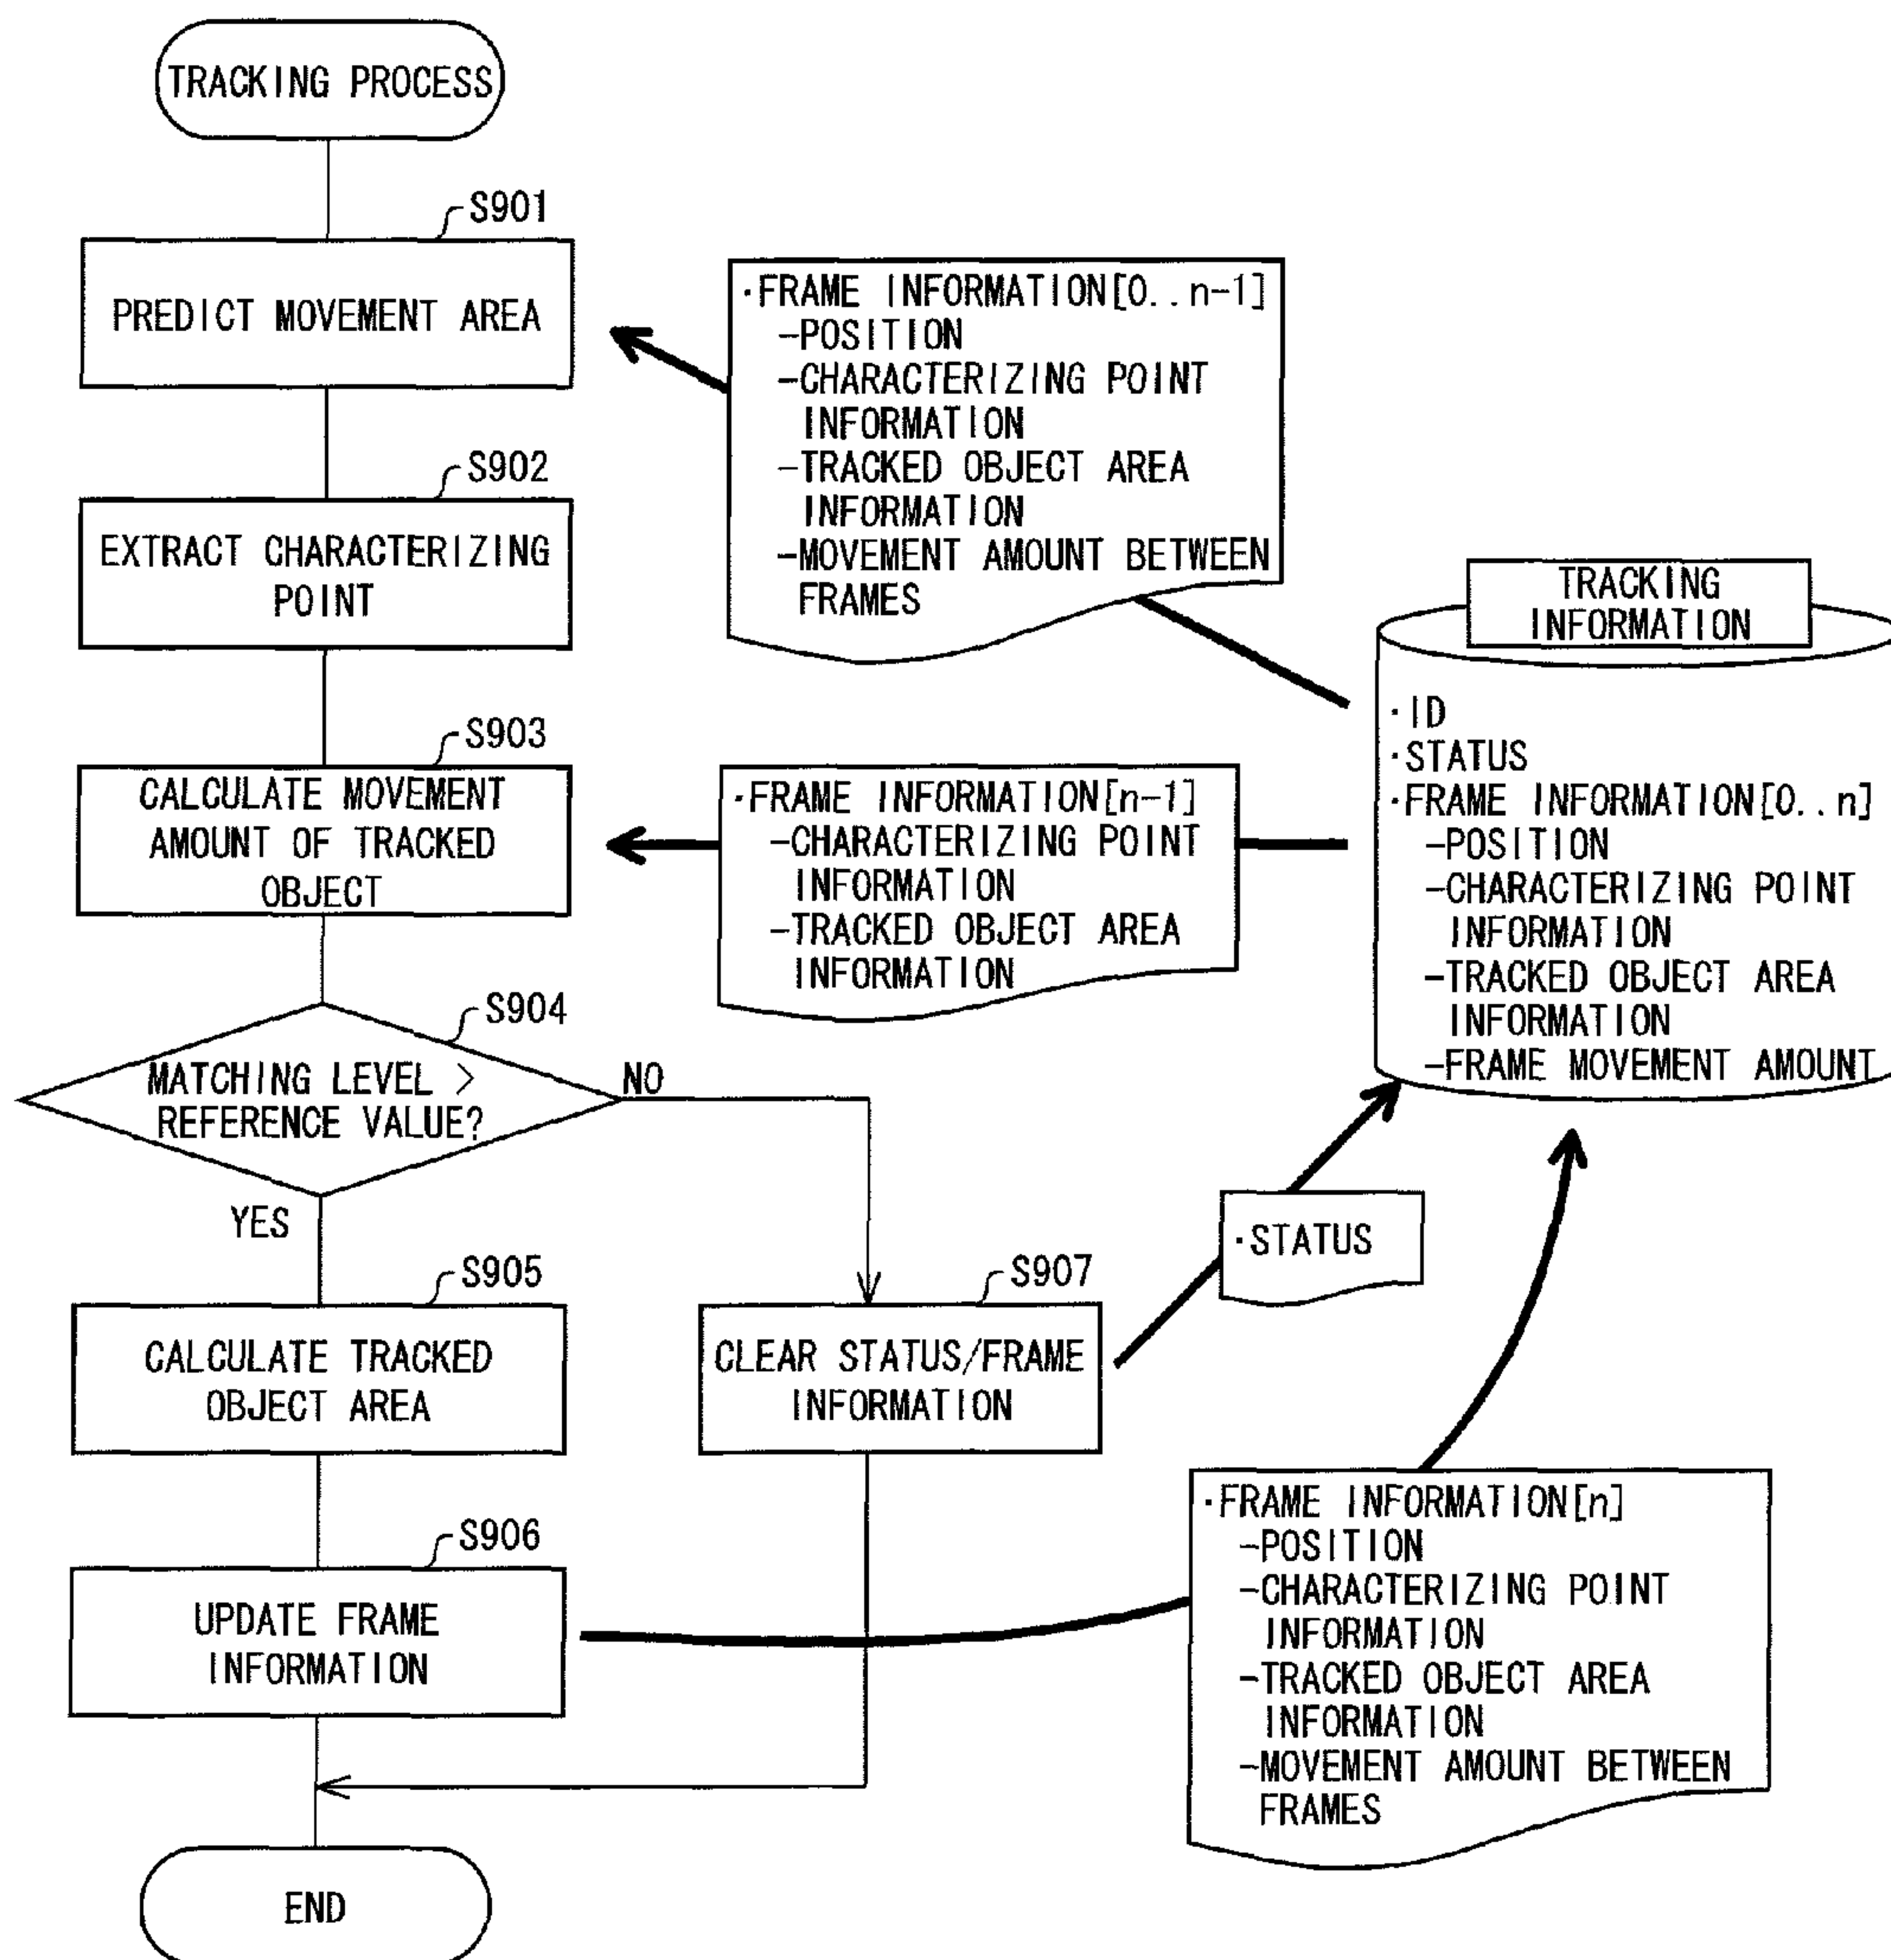 TRACKING PROCESS
S901
PREDICT MOVEMENT AREA
S902
EXTRACT CHARACTERIZING
POINT
S903
CALCULATE MOVEMENT
AMOUNT OF TRACKED
OBJECT
S904
MATCHING LEVEL >
REFERENCE VALUE?
NO
YES
S905
CALCULATE TRACKED
OBJECT AREA
S907
CLEAR STATUS/FRAME
INFORMATION
S906
UPDATE FRAME
INFORMATION
END
·FRAME INFORMATION[0..n-1]
-POSITION
-CHARACTERIZING POINT
INFORMATION
-TRACKED OBJECT AREA
INFORMATION
-MOVEMENT AMOUNT BETWEEN
FRAMES
·FRAME INFORMATION[n-1]
-CHARACTERIZING POINT
INFORMATION
-TRACKED OBJECT AREA
INFORMATION
TRACKING
INFORMATION
·ID
·STATUS
·FRAME INFORMATION[0..n]
-POSITION
-CHARACTERIZING POINT
INFORMATION
-TRACKED OBJECT AREA
INFORMATION
-FRAME MOVEMENT AMOUNT
·STATUS
·FRAME INFORMATION[n]
-POSITION
-CHARACTERIZING POINT
INFORMATION
-TRACKED OBJECT AREA
INFORMATION
-MOVEMENT AMOUNT BETWEEN
FRAMES